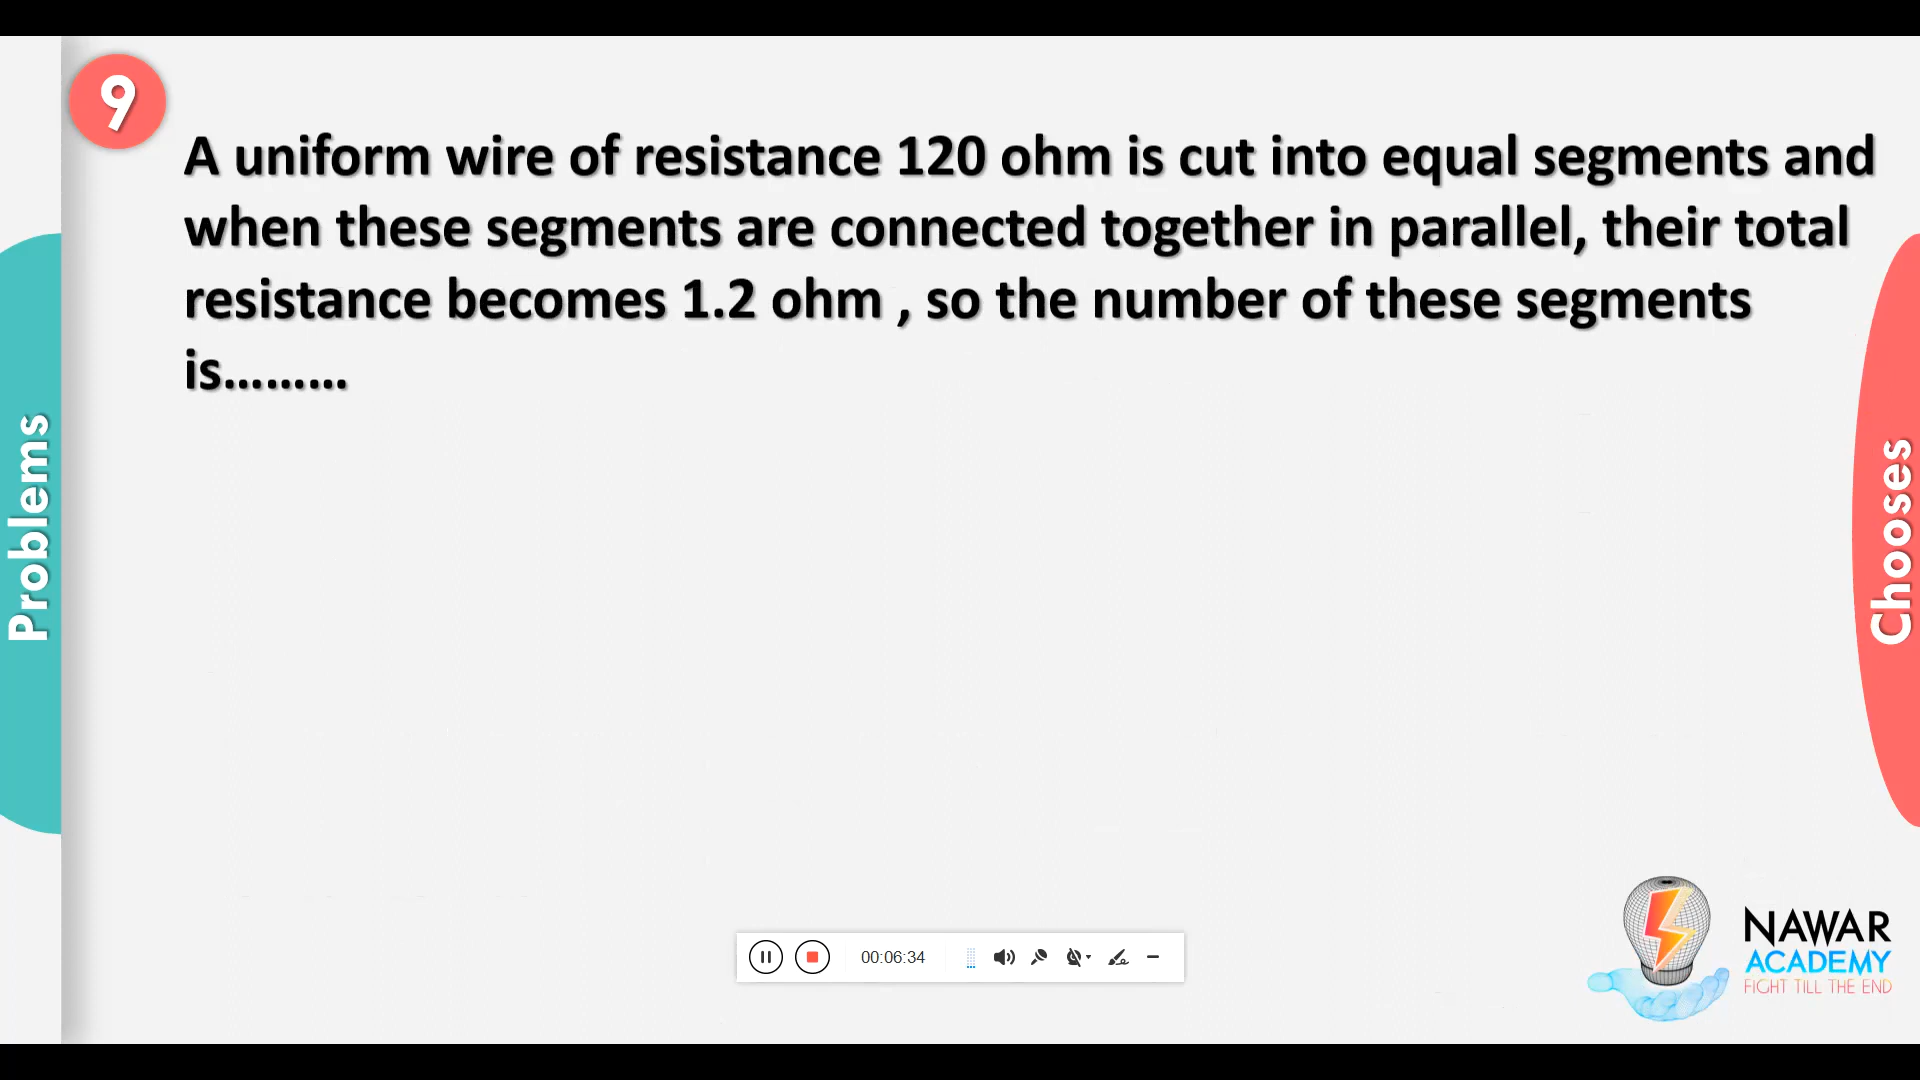 9
A uniform wire of resistance 120 ohm is cut into equal segments and
when these segments are connected together in parallel, their total
resistance becomes 1.2 ohm , so the number of these segments
is.........
Problems
Chooses
00:06:34
NAWAR
ACADEMY
FIGHT TILL THE END